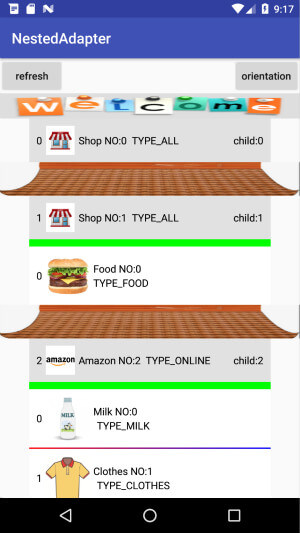 9:17
NestedAdapter
refresh
orientation
welcome
0 Shop NO:0 TYPE_ALL child:0
1 Shop NO:1 TYPE_ALL child:1
0 Food NO:0
TYPE_FOOD
2 amazon Amazon NO:2 TYPE_ONLINE child:2
0 MILK Milk NO:0
TYPE_MILK
1 Clothes NO:1
TYPE_CLOTHES